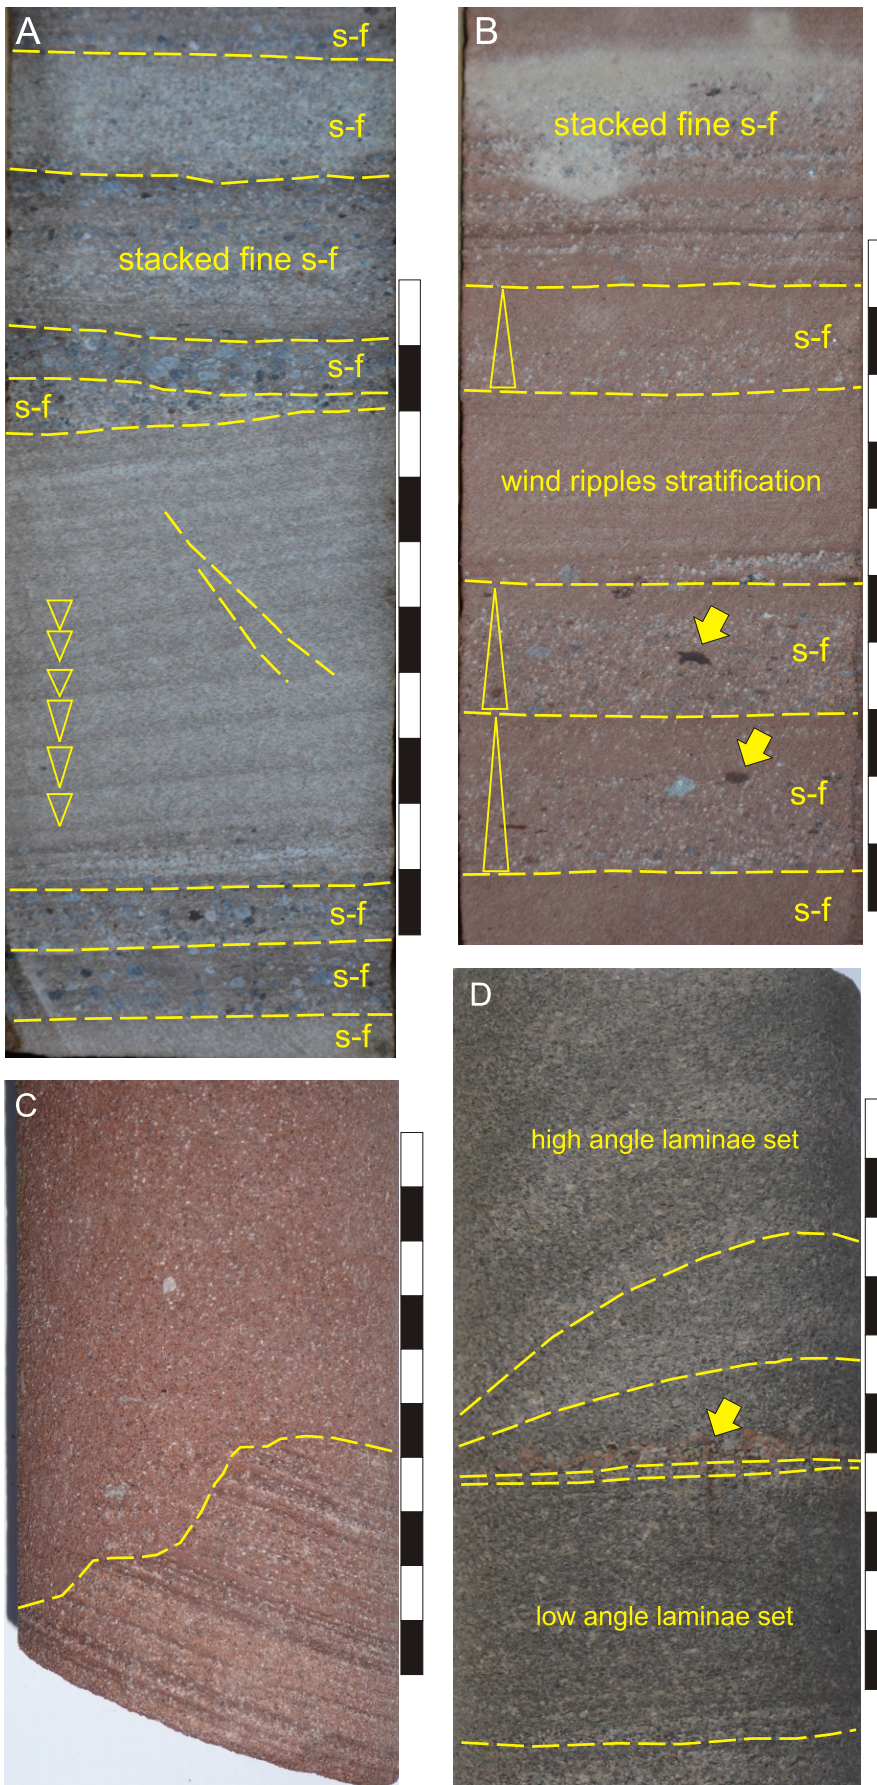 A
s-f
s-f
stacked fine s-f
s-f
s-f
s-f
s-f
s-f
B
stacked fine s-f
s-f
wind ripples stratification
s-f
s-f
s-f
C
D
high angle laminae set
low angle laminae set